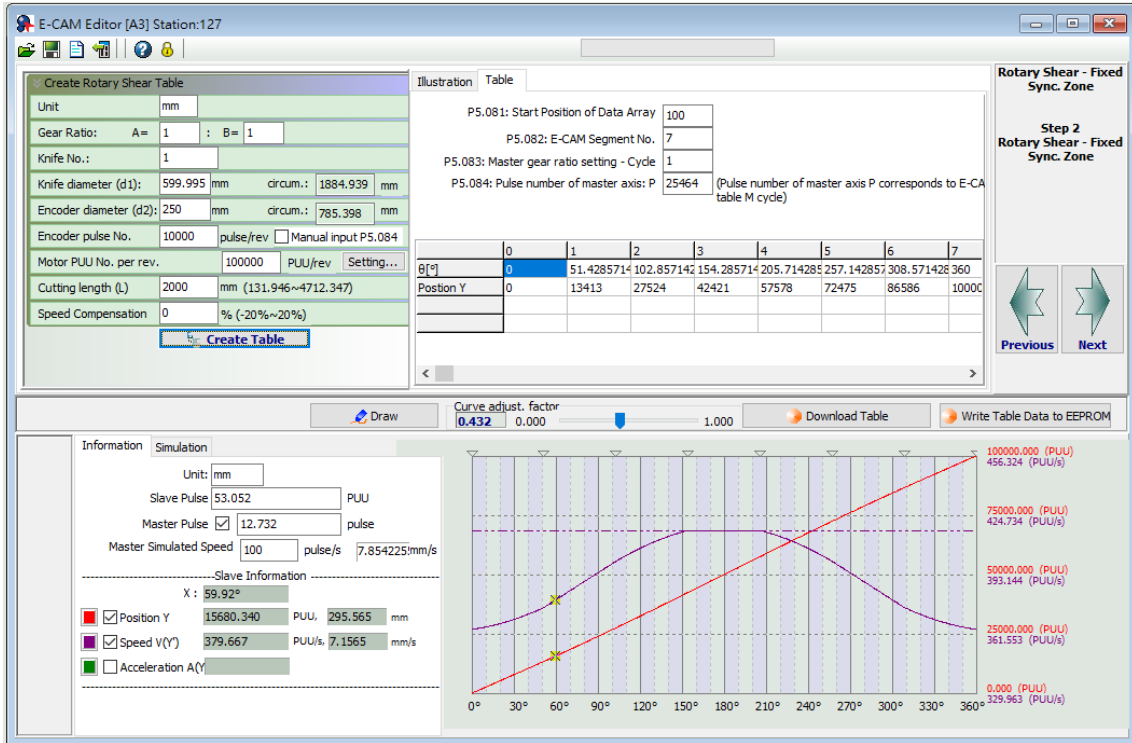 E-CAM Editor [A3] Station:127
Create Rotary Shear Table
Unit mm
Gear Ratio: A= 1 : B= 1
Knife No.: 1
Knife diameter (d1): 599.995 mm circum.: 1884.939 mm
Encoder diameter (d2): 250 mm circum.: 785.398 mm
Encoder pulse No. 10000 pulse/rev Manual input P5.084
Motor PUU No. per rev. 100000 PUU/rev Setting...
Cutting length (L) 2000 mm (131.946~4712.347)
Speed Compensation 0 % (-20%~20%)
Create Table
Illustration Table
P5.081: Start Position of Data Array 100
P5.082: E-CAM Segment No. 7
P5.083: Master gear ratio setting - Cycle 1
P5.084: Pulse number of master axis: P 25464 (Pulse number of master axis P corresponds to E-CA
table M cycle)
0 1 2 3 4 5 6 7
θ[°] 0 51.4285714 102.857142 154.285714 205.714285 257.142857 308.571428 360
Postion Y 0 13413 27524 42421 57578 72475 86586 1000C
Rotary Shear - Fixed
Sync. Zone
Step 2
Rotary Shear - Fixed
Sync. Zone
Previous Next
Draw
Curve adjust. factor
0.432 0.000 1.000
Download Table
Write Table Data to EEPROM
Information Simulation
Unit: mm
Slave Pulse 53.052 PUU
Master Pulse 12.732 pulse
Master Simulated Speed 100 pulse/s 7.854225! mm/s
Slave Information
X : 59.92°
Position Y 15680.340 PUU, 295.565 mm
Speed V(Y') 379.667 PUU/s, 7.1565 mm/s
Acceleration A(Y
100000.000 (PUU)
456.324 (PUU/s)
75000.000 (PUU)
424.734 (PUU/s)
50000.000 (PUU)
393.144 (PUU/s)
25000.000 (PUU)
361.553 (PUU/s)
0.000 (PUU)
329.963 (PUU/s)
0° 30° 60° 90° 120° 150° 180° 210° 240° 270° 300° 330° 360°